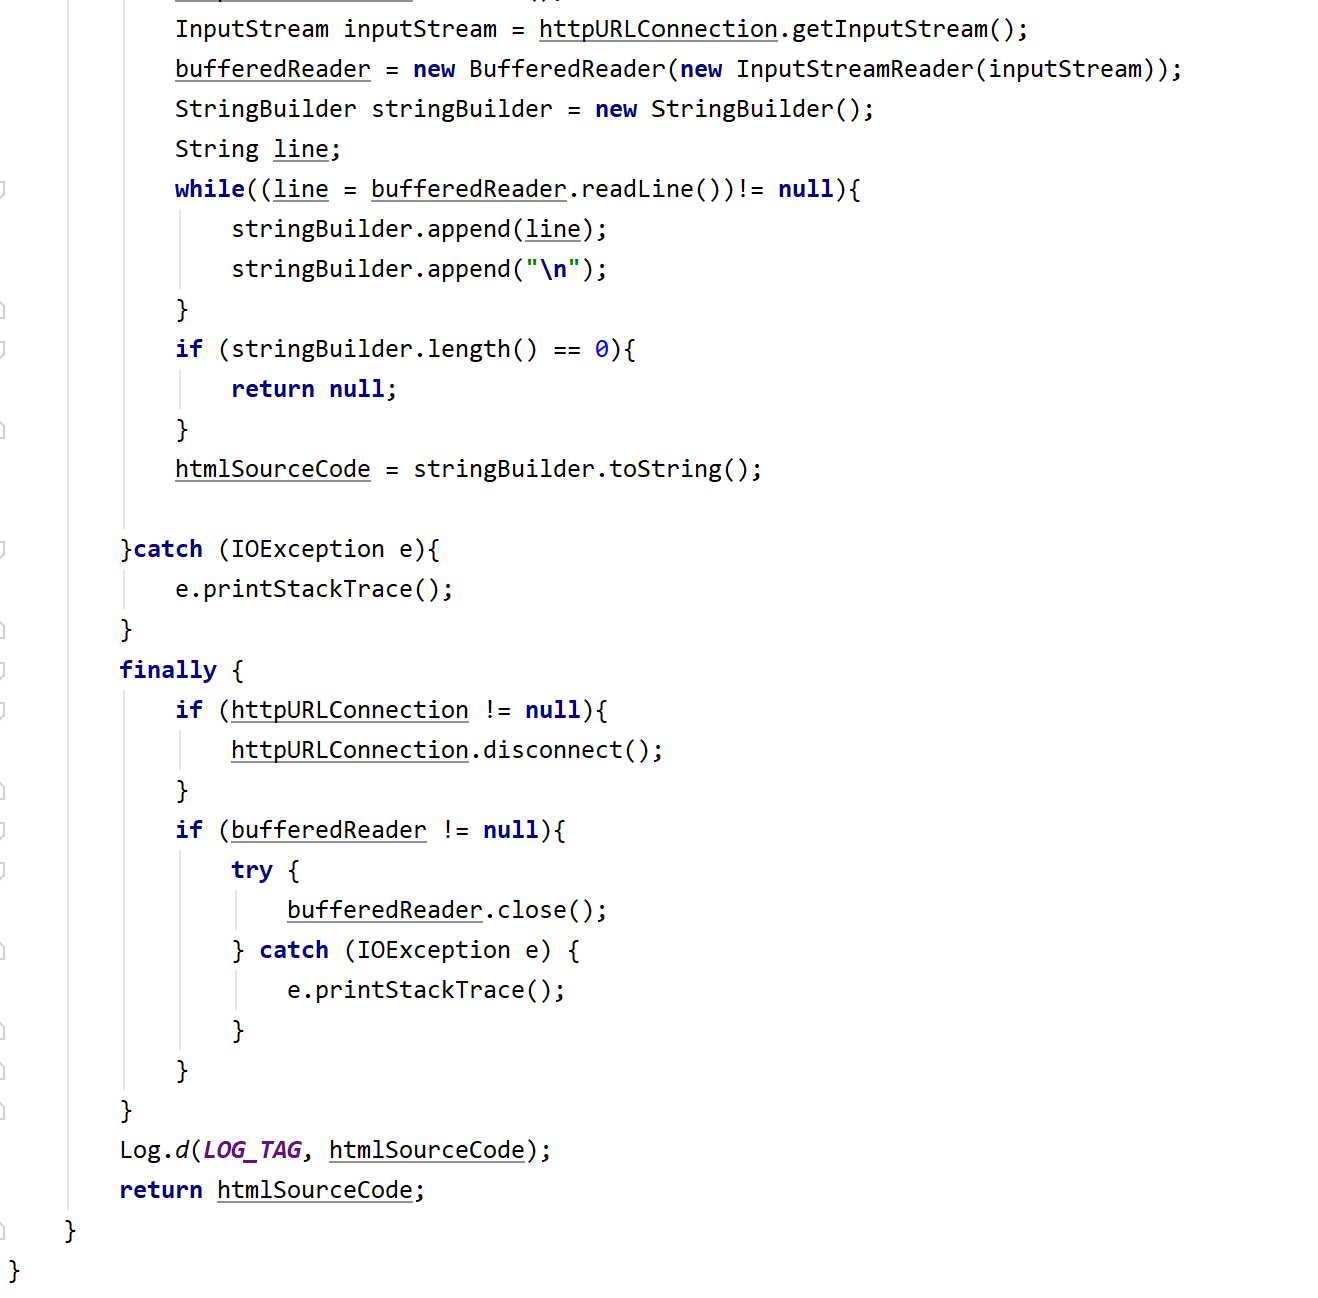 InputStream inputStream = httpURLConnection.getInputStream();
bufferedReader = new BufferedReader(new InputStreamReader(inputStream));
StringBuilder stringBuilder = new StringBuilder();
String line;
while((line = bufferedReader.readLine())!= null){
stringBuilder.append(line);
stringBuilder.append("\n");
}
if (stringBuilder.length() == 0){
return null;
}
htmlSourceCode = stringBuilder.toString();
}catch (IOException e){
e.printStackTrace();
}
finally {
if (httpURLConnection != null){
httpURLConnection.disconnect();
}
if (bufferedReader != null){
try {
bufferedReader.close();
} catch (IOException e) {
e.printStackTrace();
}
}
}
Log.d(LOG_TAG, htmlSourceCode);
return htmlSourceCode;
}
}